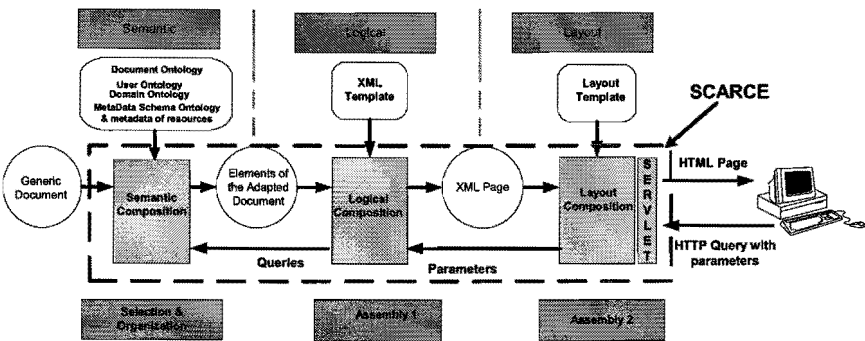 Semantic
Logical
Layout
Document Ontology
User Ontology
Domain Ontology
MetaData Schema Ontology
& metadata of resources
XML
Template
Layout
Template
SCARCE
Generic
Document
Semantic
Composition
Elements of
the Adapted
Document
Logical
Composition
XML Page
Layout
Composition
SERVLET
HTML Page
HTTP Query with
parameters
Queries
Parameters
Selection &
Organization
Assembly 1
Assembly 2